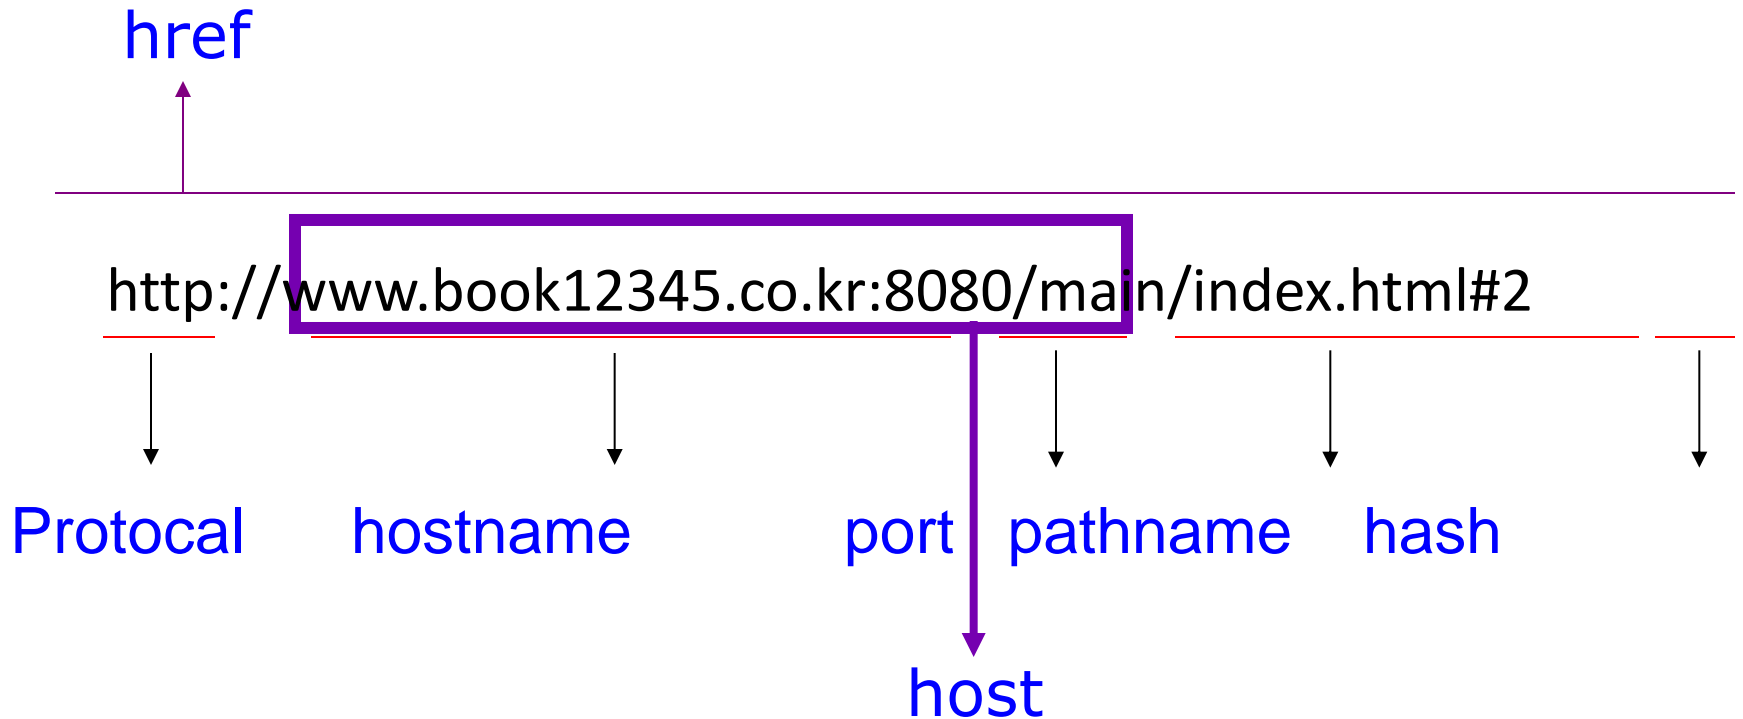 href
http://www.book12345.co.kr:8080/main/index.html#2
Protocal hostname port pathname hash
host